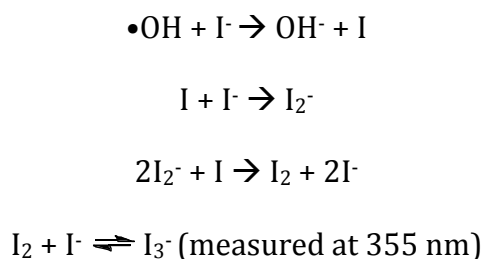 •OH + I⁻ → OH⁻ + I
I + I⁻ → I₂⁻
2I₂⁻ + I → I₂ + 2I⁻
I₂ + I⁻ ⇌ I₃⁻ (measured at 355 nm)